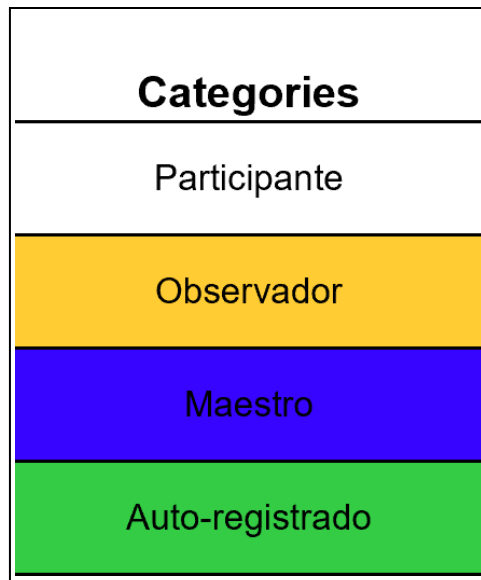 Categories
Participante
Observador
Maestro
Auto-registrado